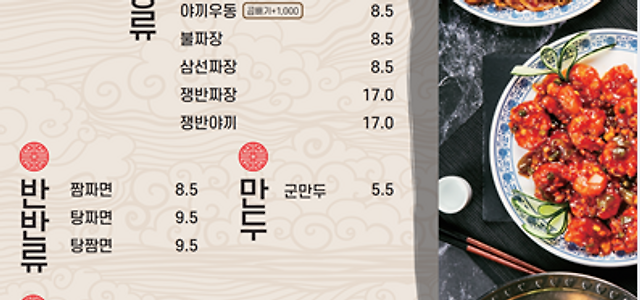 류
야끼우동 곱빼기+1,000 8.5
불짜장 8.5
삼선짜장 8.5
쟁반짜장 17.0
쟁반야끼 17.0
반반류
짬짜면 8.5
탕짜면 9.5
탕짬면 9.5
만두
군만두 5.5